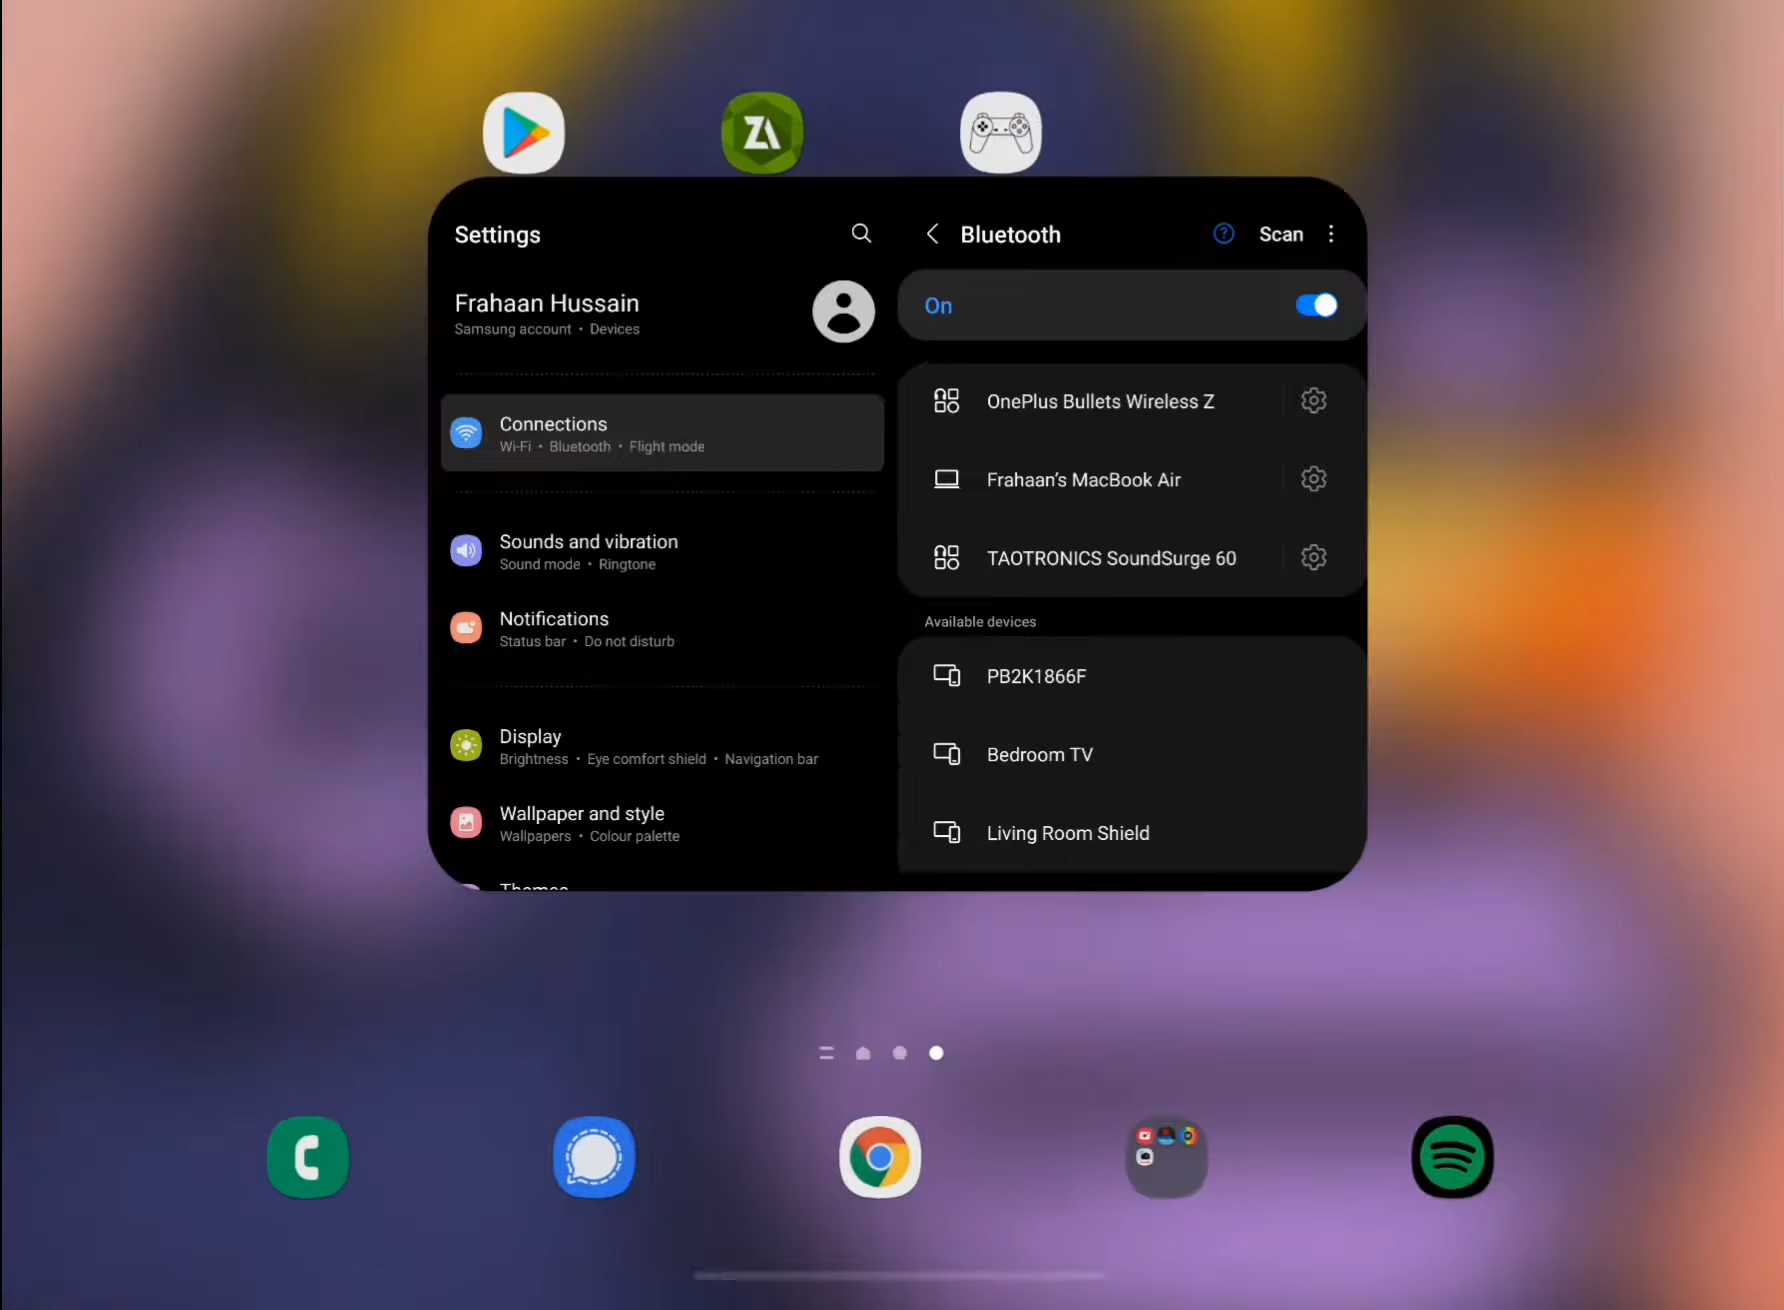 ZA
Settings
Frahaan Hussain
Samsung account • Devices
Connections
Wi-Fi • Bluetooth • Flight mode
Sounds and vibration
Sound mode • Ringtone
Notifications
Status bar • Do not disturb
Display
Brightness • Eye comfort shield • Navigation bar
Wallpaper and style
Wallpapers • Colour palette
Themes
Bluetooth
? Scan
On
OnePlus Bullets Wireless Z
Frahaan’s MacBook Air
TAOTRONICS SoundSurge 60
Available devices
PB2K1866F
Bedroom TV
Living Room Shield